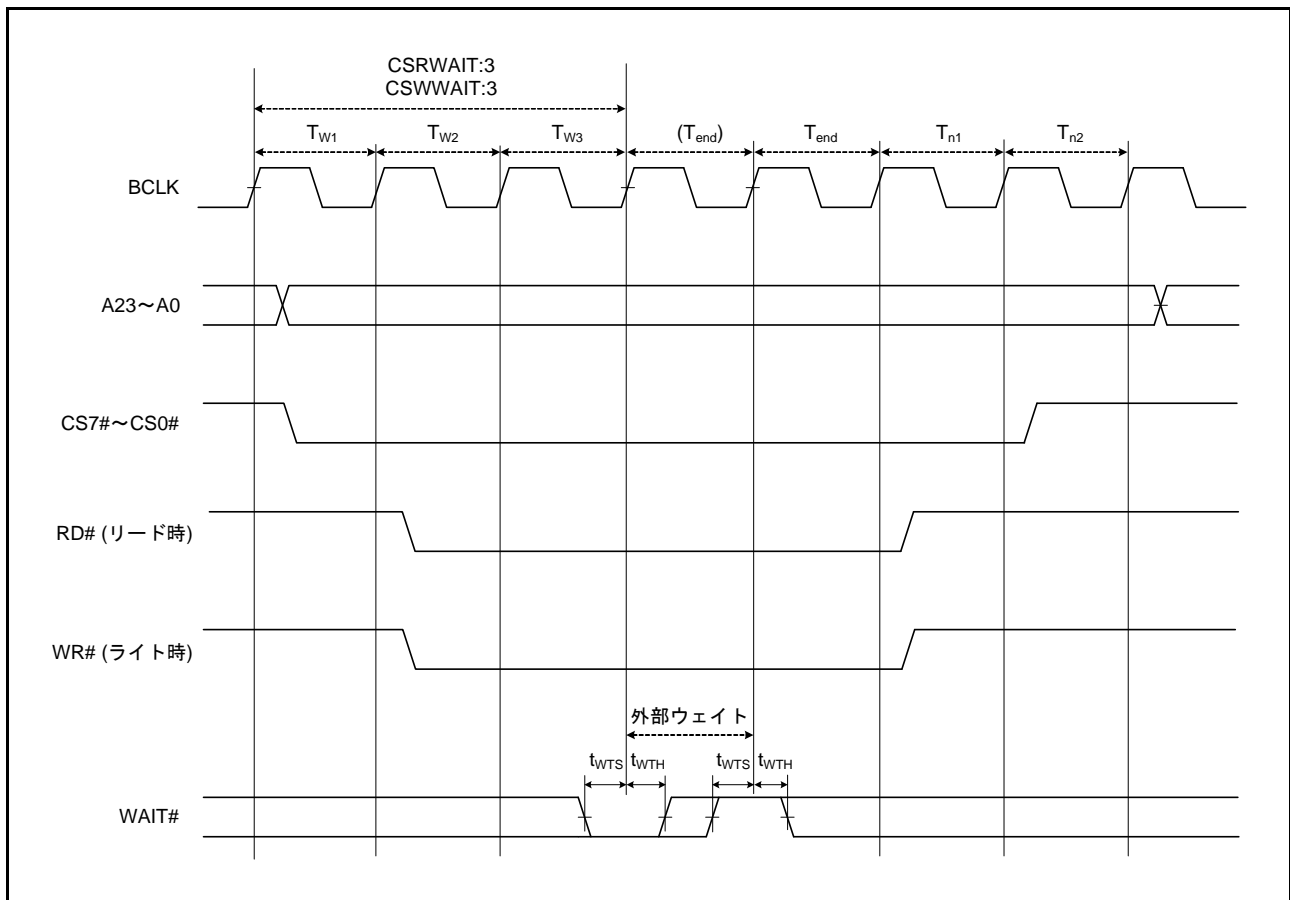 CSRWAIT:3
CSWWAIT:3
TW1 TW2 TW3 (Tend) Tend Tn1 Tn2
BCLK
A23～A0
CS7#～CS0#
RD# (リード時)
WR# (ライト時)
外部ウェイト
tWTS tWTH tWTS tWTH
WAIT#